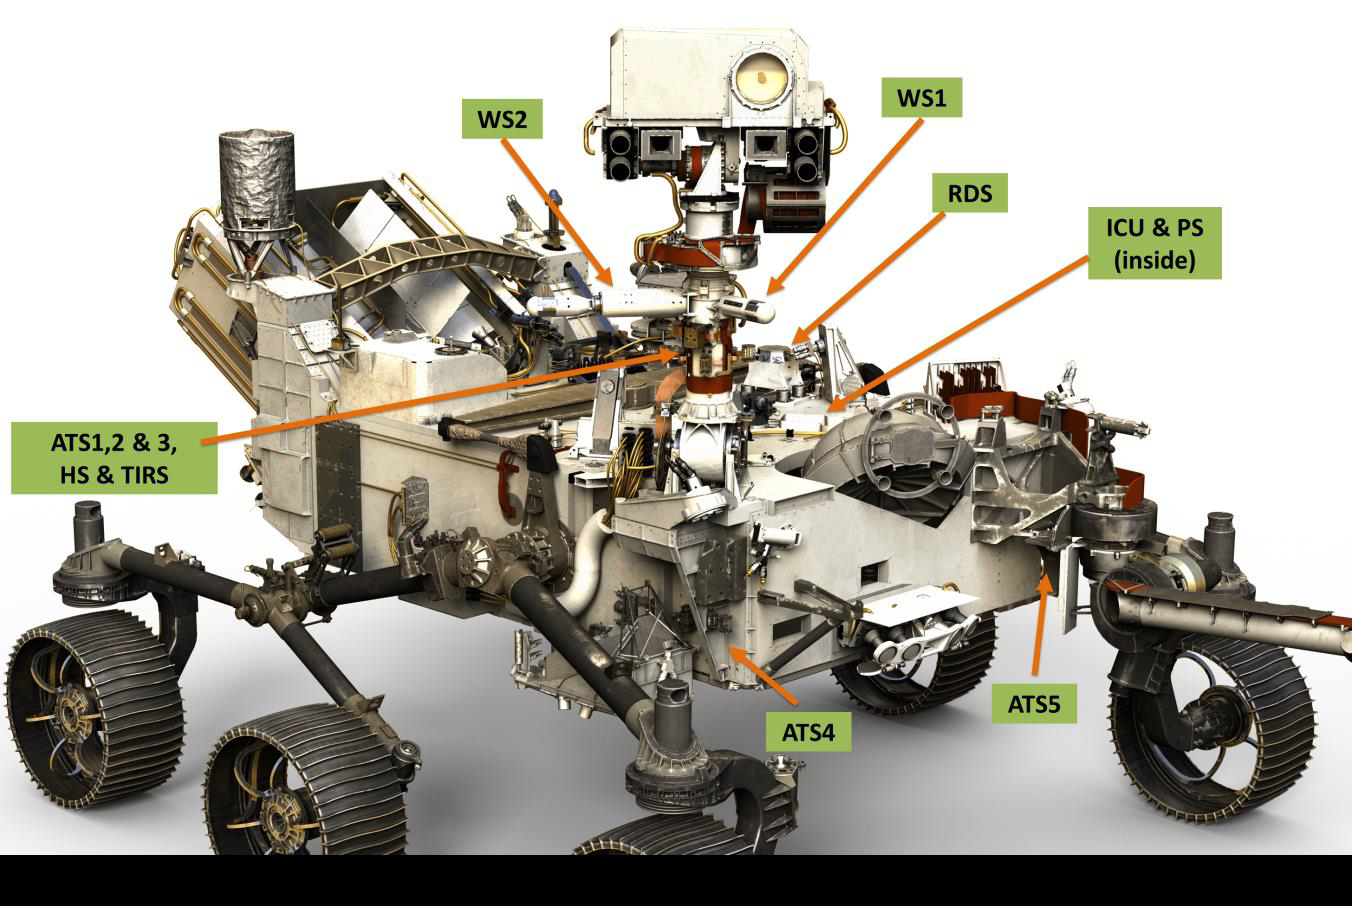 WS1
WS2
RDS
ICU & PS
(inside)
ATS1,2 & 3,
HS & TIRS
ATS5
ATS4